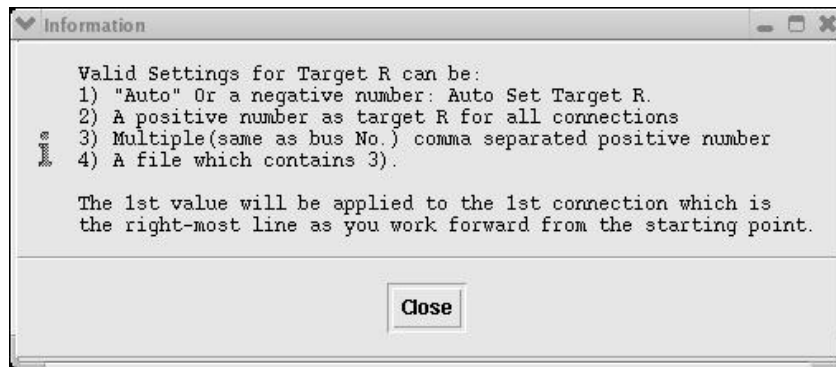 Information
Valid Settings for Target R can be:
1) "Auto" Or a negative number: Auto Set Target R.
2) A positive number as target R for all connections
3) Multiple(same as bus No.) comma separated positive number
4) A file which contains 3).
The 1st value will be applied to the 1st connection which is
the right-most line as you work forward from the starting point.
Close